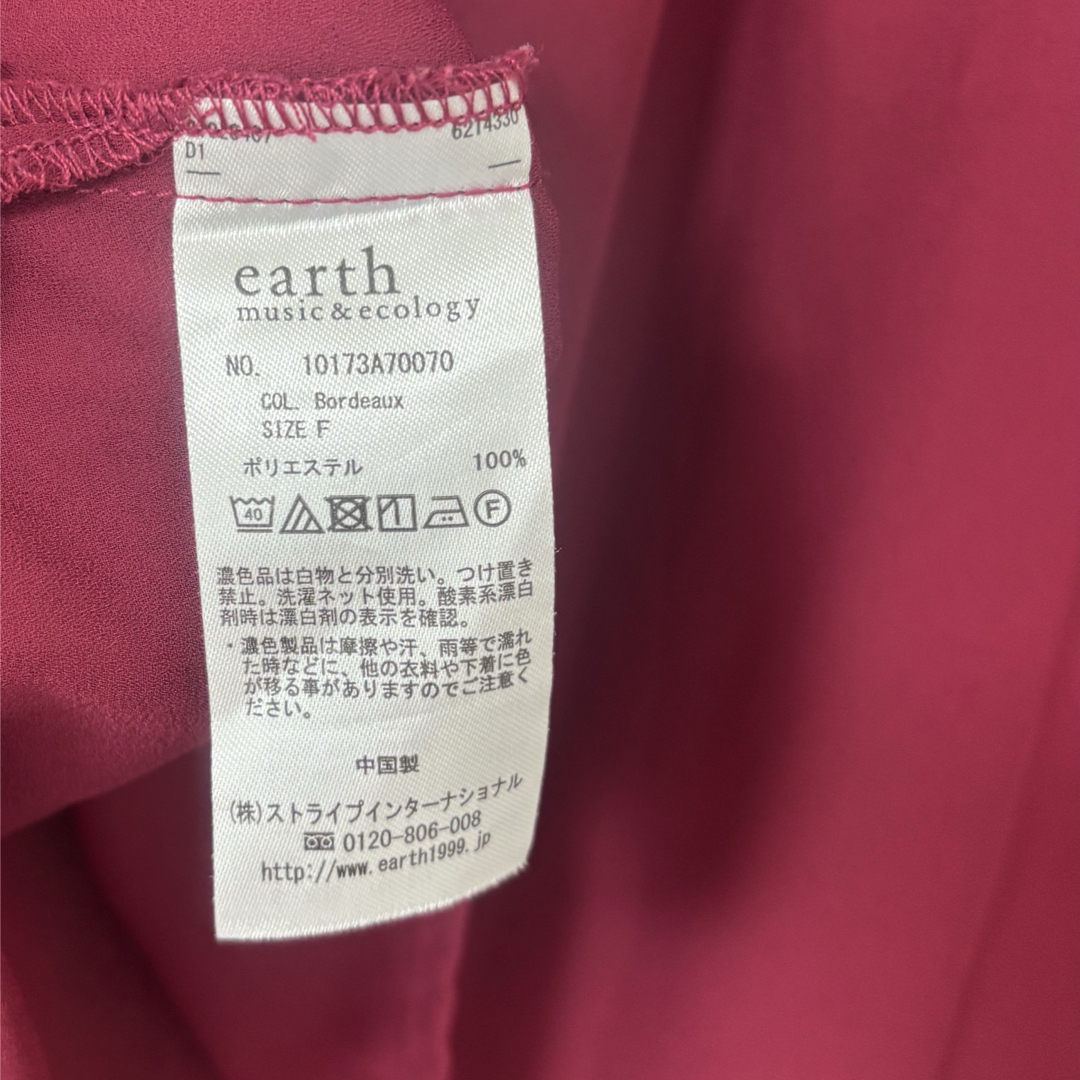 D1 6214330
earth
music&ecology
NO. 10173A70070
COL. Bordeaux
SIZE F
ポリエステル 100%
40 F
濃色品は白物と分別洗い。つけ置き
禁止。洗濯ネット使用。酸素系漂白
剤時は漂白剤の表示を確認。
・濃色製品は摩擦や汗、雨等で濡れ
た時などに、他の衣料や下着に色
が移る事がありますのでご注意く
ださい。
中国製
(株)ストライプインターナショナル
0120-806-008
http://www.earth1999.jp